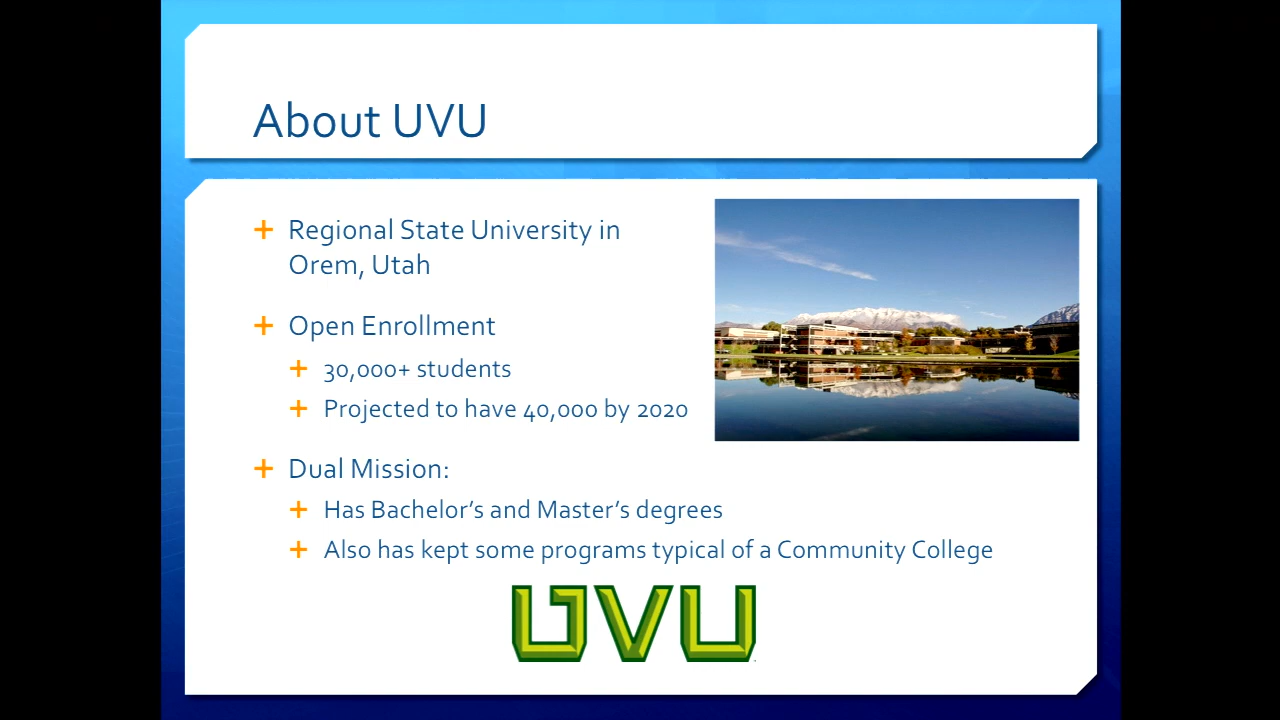 About UVU
Regional State University in
Orem, Utah
Open Enrollment
30,000+ students
Projected to have 40,000 by 2020
Dual Mission:
Has Bachelor’s and Master’s degrees
Also has kept some programs typical of a Community College
UVU